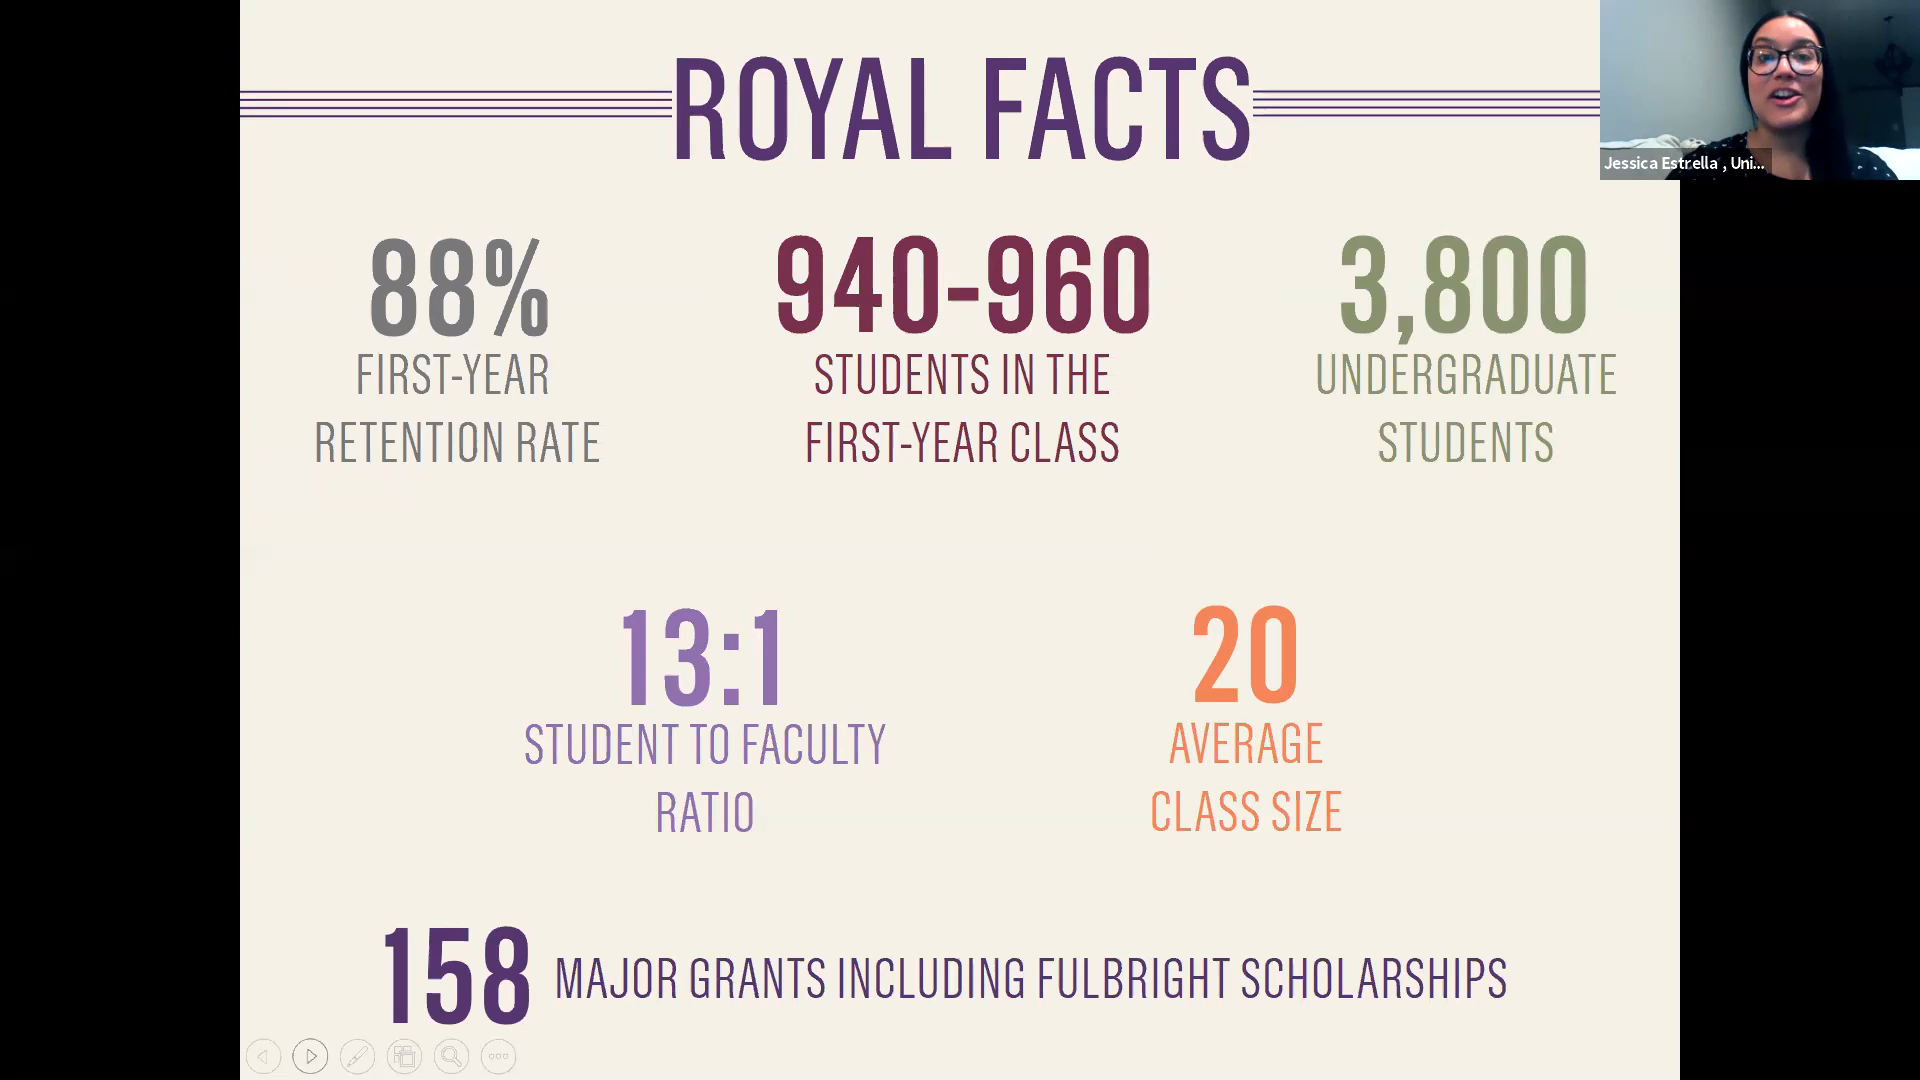 ROYAL FACTS
Jessica Estrella , Uni...
88%
FIRST-YEAR
RETENTION RATE
940-960
STUDENTS IN THE
FIRST-YEAR CLASS
3,800
UNDERGRADUATE
STUDENTS
13:1
STUDENT TO FACULTY
RATIO
20
AVERAGE
CLASS SIZE
158 MAJOR GRANTS INCLUDING FULBRIGHT SCHOLARSHIPS